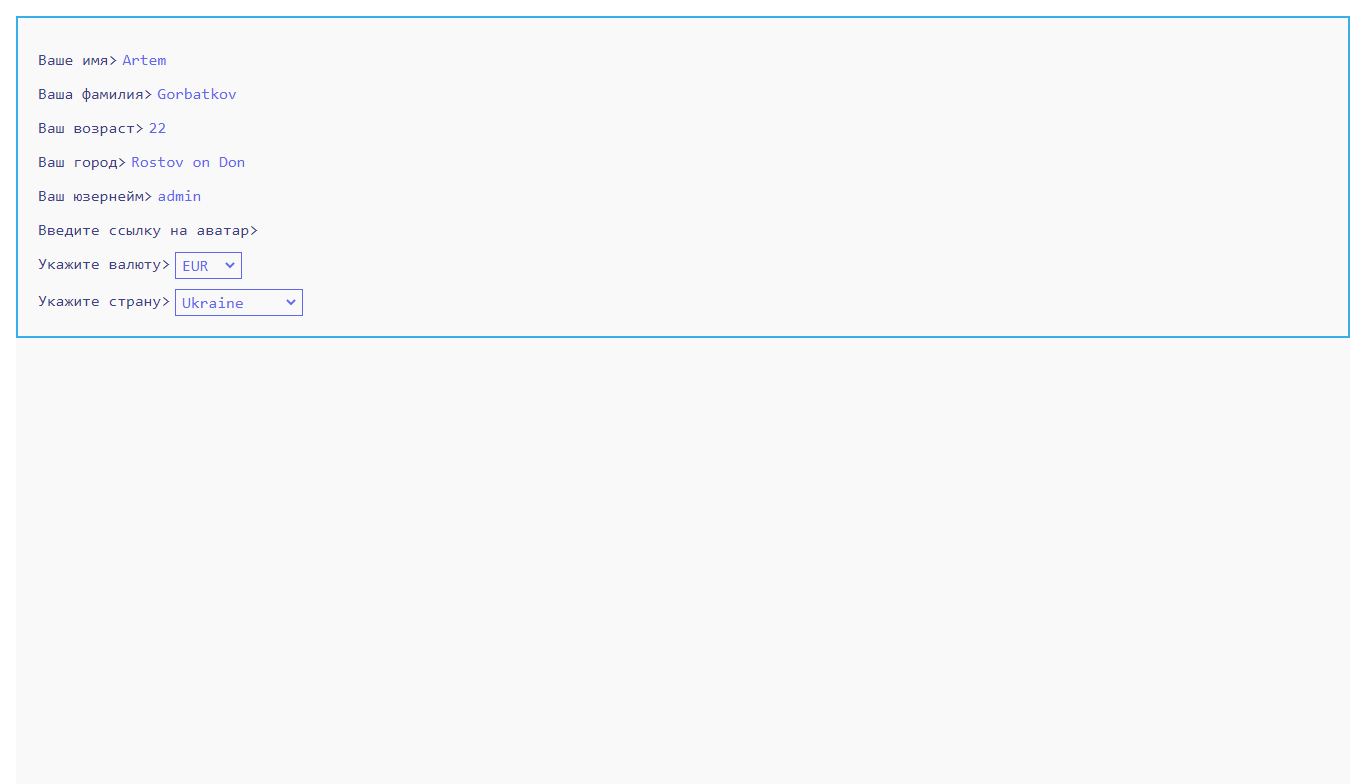 Ваше имя> Artem
Ваша фамилия> Gorbatkov
Ваш возраст> 22
Ваш город> Rostov on Don
Ваш юзернейм> admin
Введите ссылку на аватар>
Укажите валюту> EUR
Укажите страну> Ukraine